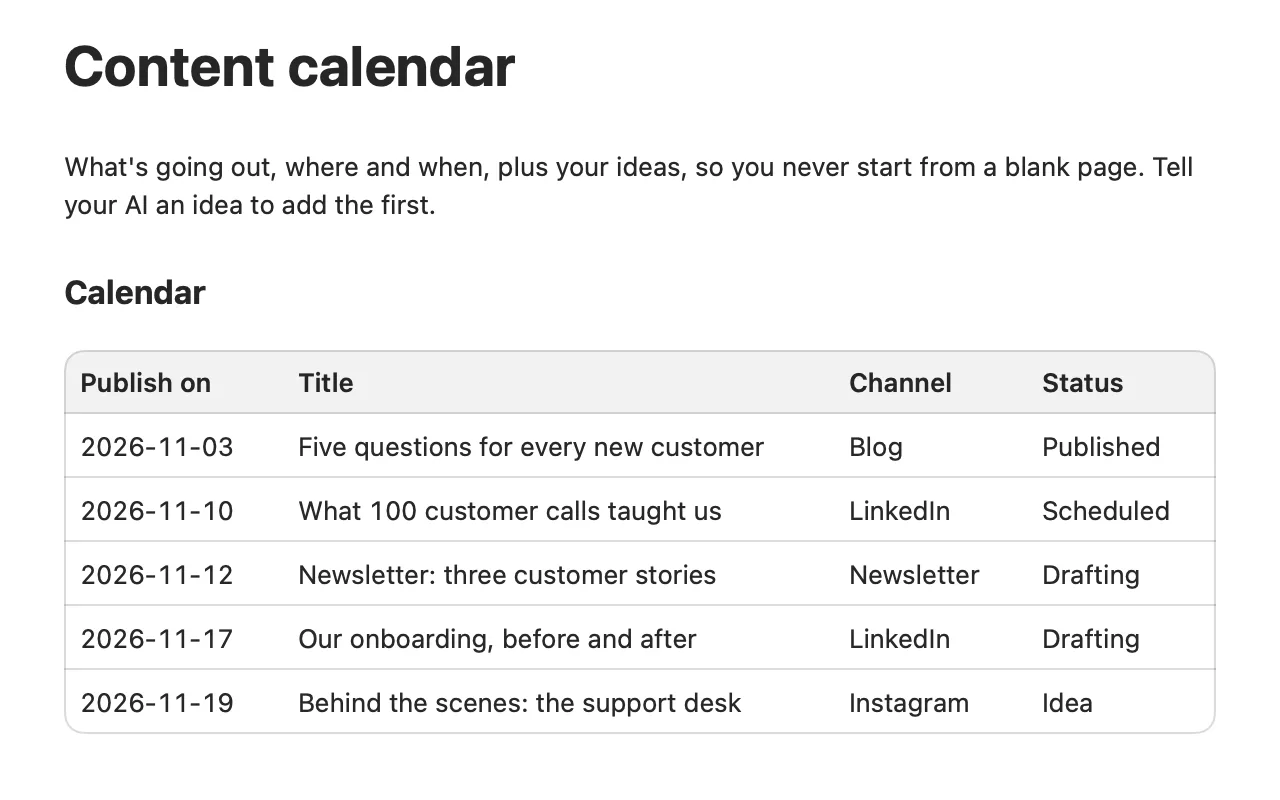 Content calendar
What's going out, where and when, plus your ideas, so you never start from a blank page. Tell
your AI an idea to add the first.
Calendar
Publish on Title Channel Status
2026-11-03 Five questions for every new customer Blog Published
2026-11-10 What 100 customer calls taught us LinkedIn Scheduled
2026-11-12 Newsletter: three customer stories Newsletter Drafting
2026-11-17 Our onboarding, before and after LinkedIn Drafting
2026-11-19 Behind the scenes: the support desk Instagram Idea